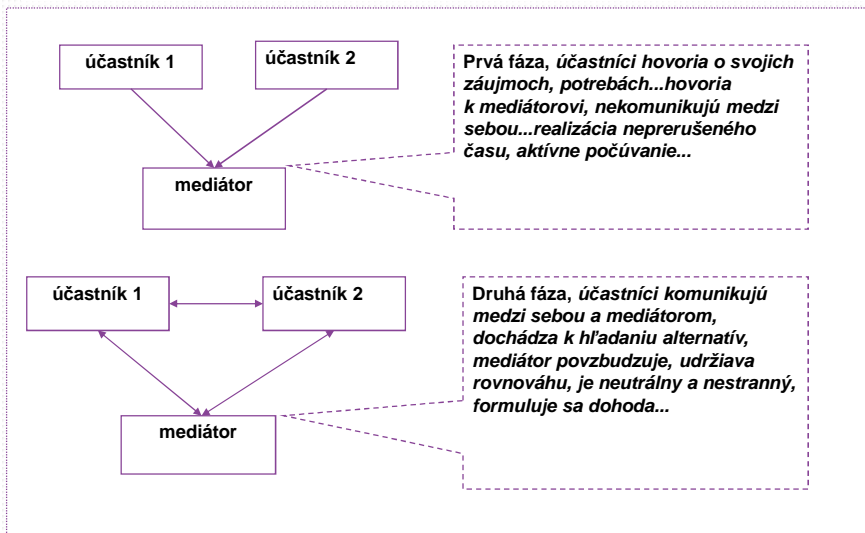 účastník 1
účastník 2
mediátor
Prvá fáza, účastníci hovoria o svojich
záujmoch, potrebách...hovoria
k mediátorovi, nekomunikujú medzi
sebou...realizácia neprerušeného
času, aktívne počúvanie...
účastník 1
účastník 2
mediátor
Druhá fáza, účastníci komunikujú
medzi sebou a mediátorom,
dochádza k hľadaniu alternatív,
mediátor povzbudzuje, udržiava
rovnováhu, je neutrálny a nestranný,
formuluje sa dohoda...